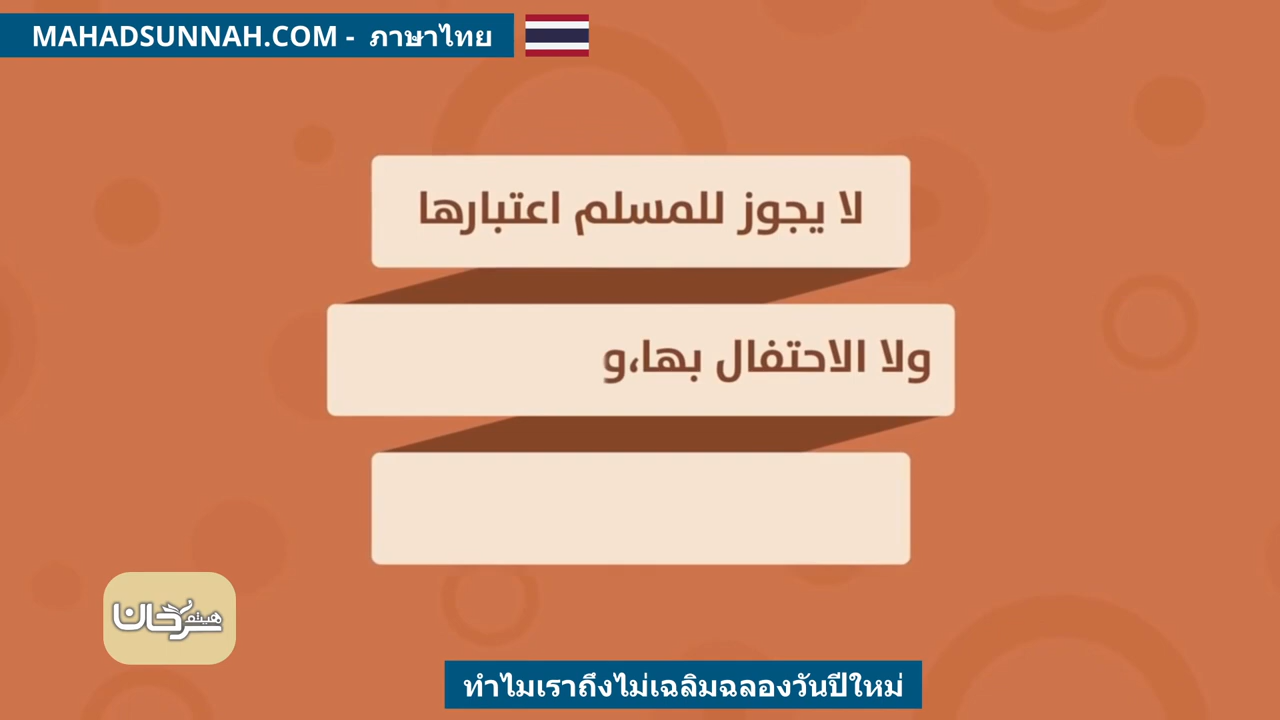 MAHADSUNNAH.COM - ภาษาไทย
لا يجوز للمسلم اعتبارها
ولا الاحتفال بها،و
هيثم سرحان
ทำไมเราถึงไม่เฉลิมฉลองวันปีใหม่